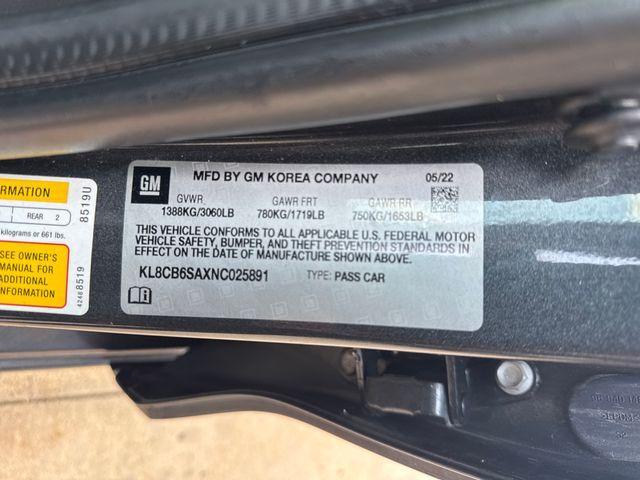 GM
MFD BY GM KOREA COMPANY
05/22
GVWR
GAWR FRT
GAWR RR
1388KG/3060LB
780KG/1719LB
750KG/1653LB
THIS VEHICLE CONFORMS TO ALL APPLICABLE U.S. FEDERAL MOTOR
VEHICLE SAFETY, BUMPER, AND THEFT PREVENTION STANDARDS IN
EFFECT ON THE DATE OF MANUFACTURE SHOWN ABOVE.
KL8CB6SAXNC025891
TYPE: PASS CAR
RMATION
REAR 2
kilograms or 661 lbs.
SEE OWNER'S
MANUAL FOR
ADDITIONAL
INFORMATION
8519U
42488519